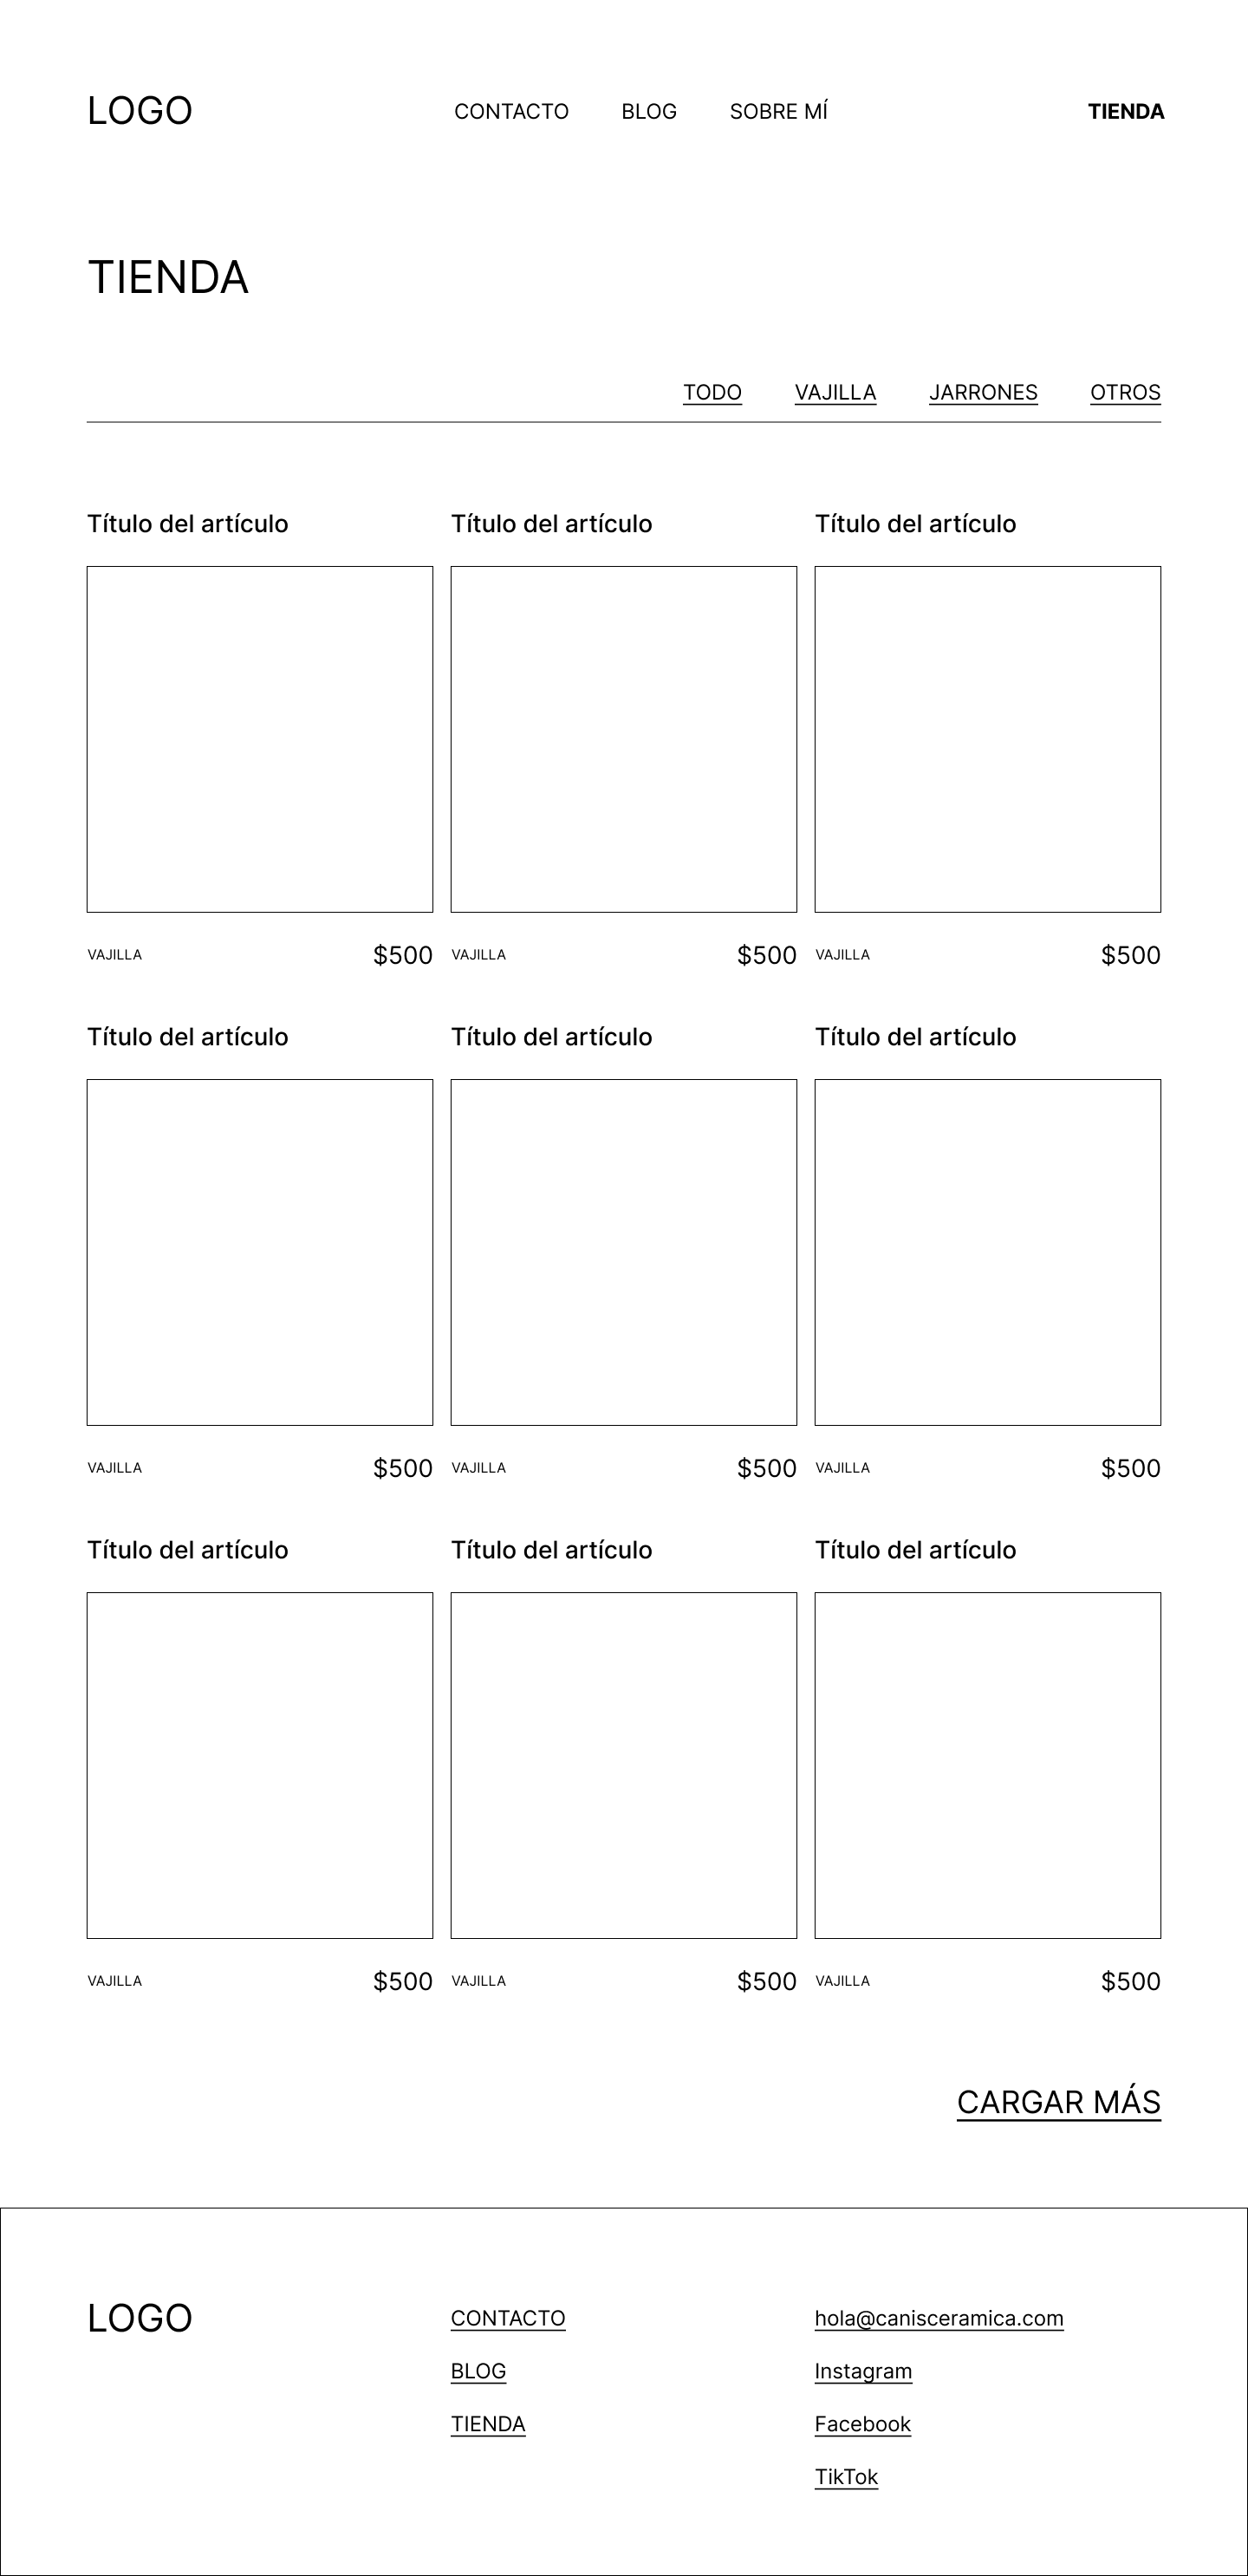 LOGO CONTACTO BLOG SOBRE MÍ TIENDA
TIENDA
TODO VAJILLA JARRONES OTROS
Título del artículo Título del artículo Título del artículo
VAJILLA $500 VAJILLA $500 VAJILLA $500
Título del artículo Título del artículo Título del artículo
VAJILLA $500 VAJILLA $500 VAJILLA $500
Título del artículo Título del artículo Título del artículo
VAJILLA $500 VAJILLA $500 VAJILLA $500
CARGAR MÁS
LOGO CONTACTO hola@canisceramica.com
BLOG Instagram
TIENDA Facebook
TikTok